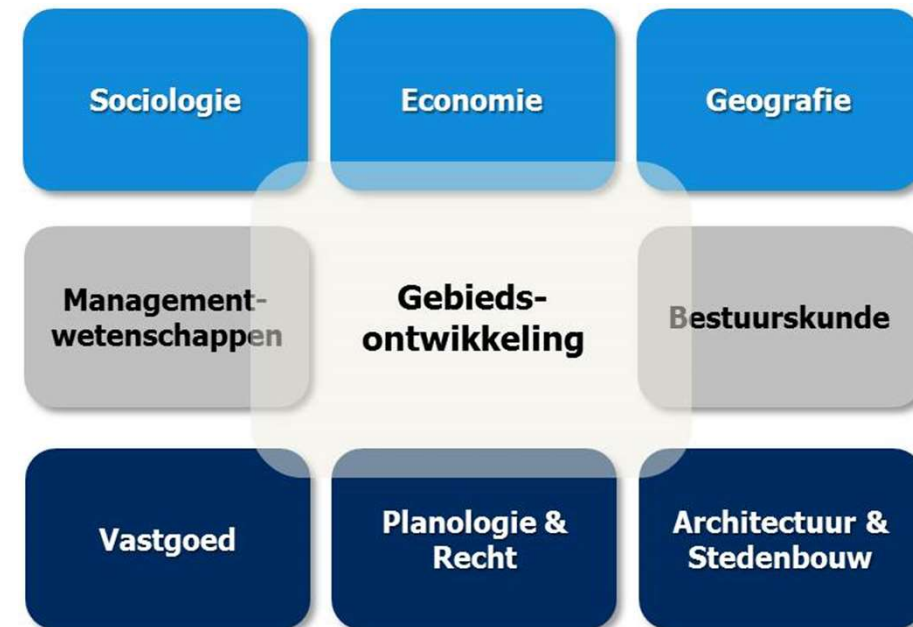 Sociologie
Economie
Geografie
Management-
wetenschappen
Gebieds-
ontwikkeling
Bestuurskunde
Vastgoed
Planologie &
Recht
Architectuur &
Stedenbouw